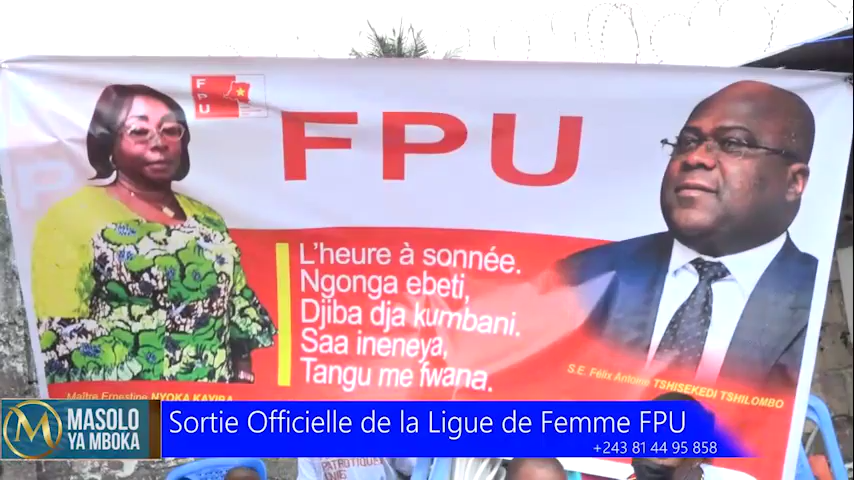 FPU
FPU
L'heure à sonnée.
Ngonga ebeti,
Djiba dja kumbani.
Saa ineneya,
Tangu me fwana.
S.E. Félix Antoine TSHISEKEDI TSHILOMBO
Maître Ernestine NYOKA KAYIBA
MASOLO
YA MBOKA
Sortie Officielle de la Ligue de Femme FPU
+243 81 44 95 858